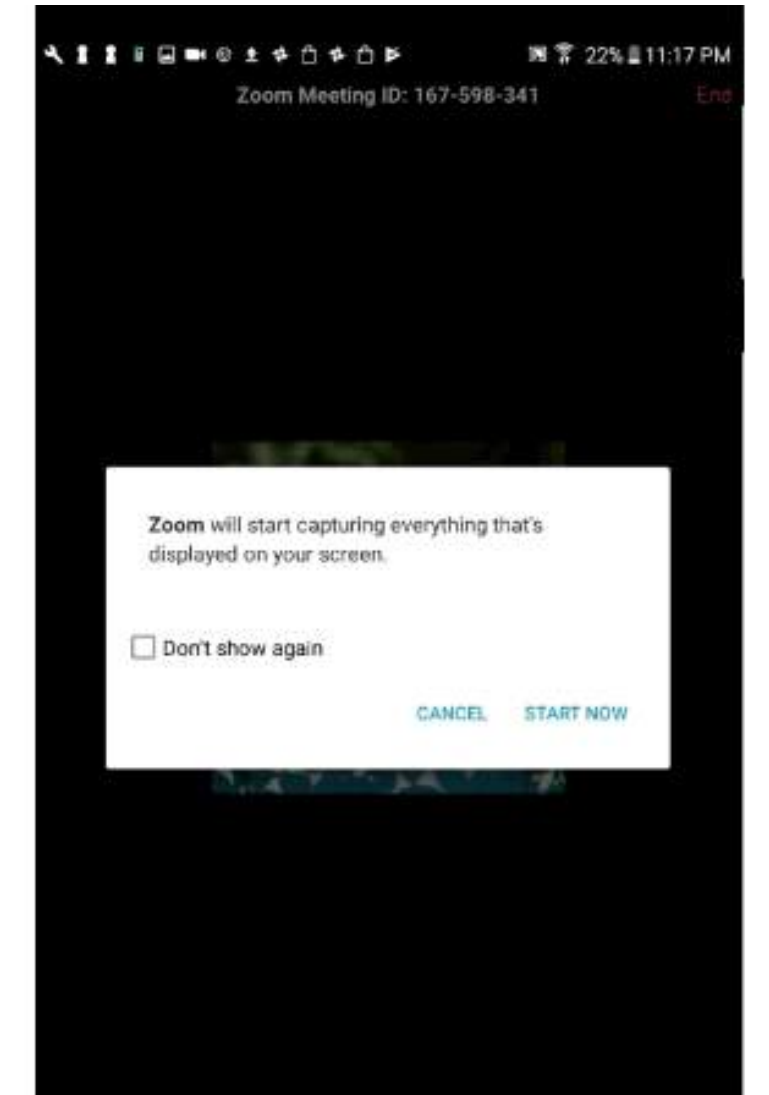 22% 11:17 PM
Zoom Meeting ID: 167-598-341 End
Zoom will start capturing everything that's
displayed on your screen.
Don't show again
CANCEL START NOW